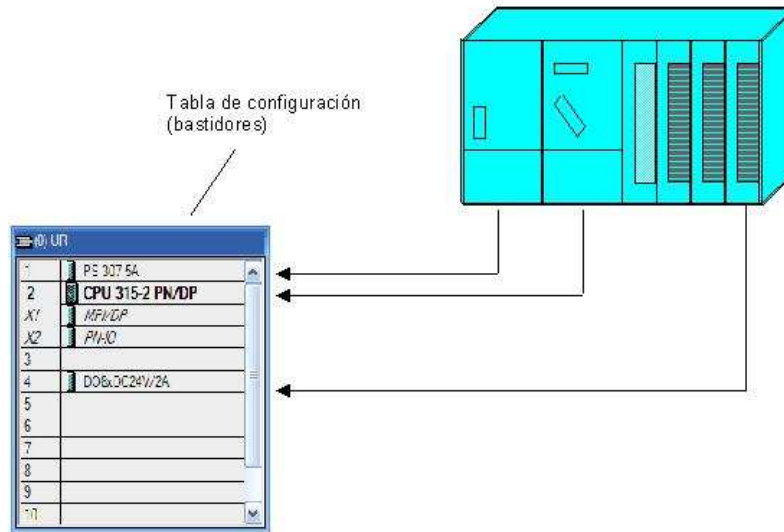 Tabla de configuración
(bastidores)
(0) UR
1 PS 307 5A
2 CPU 315-2 PN/DP
X1 MPI/DP
X2 PN-IO
3
4 DO8xDC24V/2A
5
6
7
8
9
10